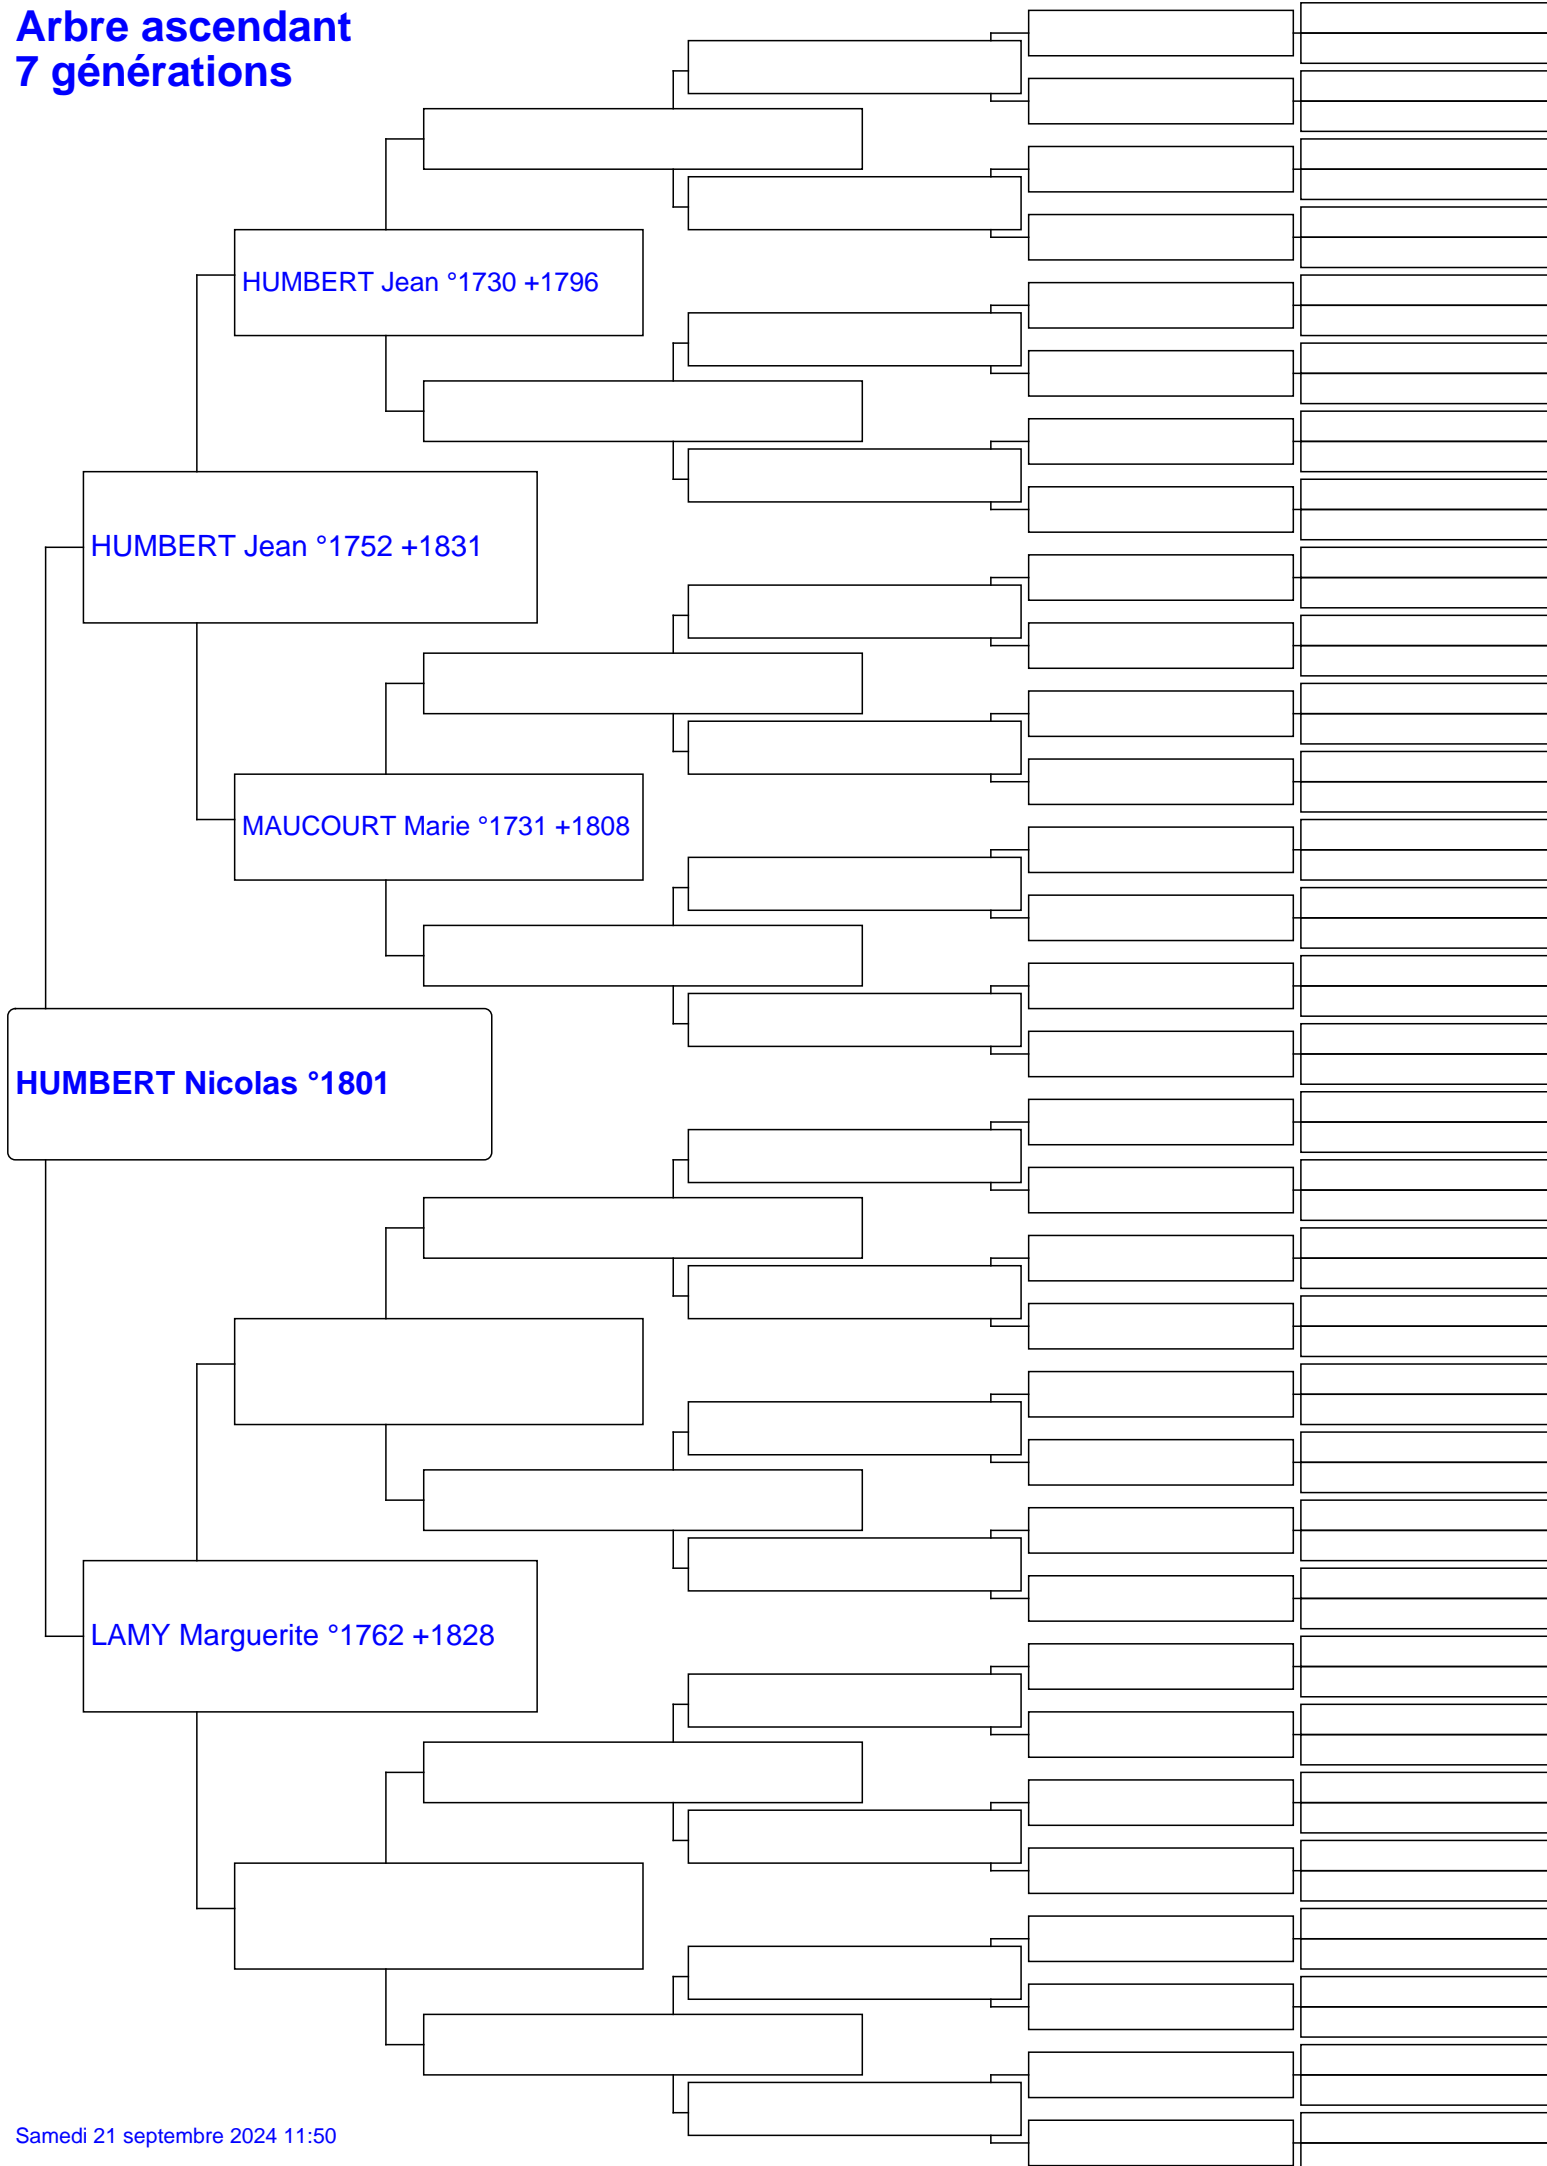 Arbre ascendant
7 générations
HUMBERT Jean °1730 +1796
HUMBERT Jean °1752 +1831
MAUCOURT Marie °1731 +1808
HUMBERT Nicolas °1801
LAMY Marguerite °1762 +1828
Samedi 21 septembre 2024 11:50